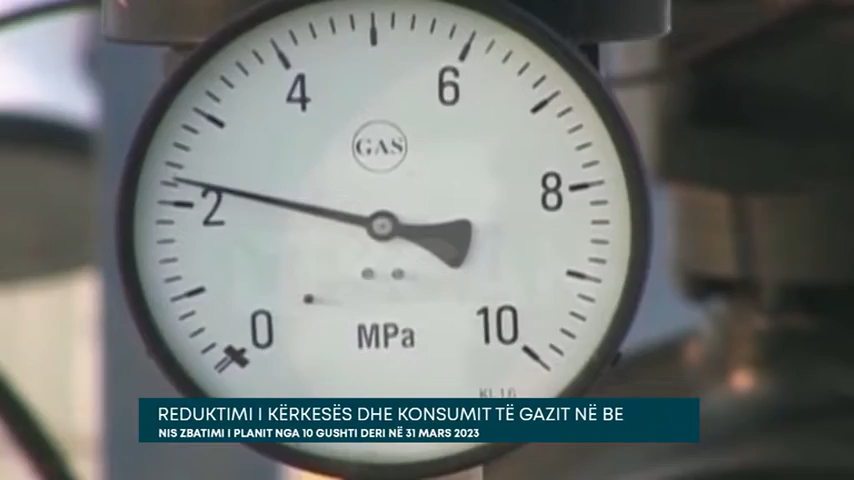 4
6
GAS
2
8
0
10
MPa
REDUKTIMI I KËRKESËS DHE KONSUMIT TË GAZIT NË BE
NIS ZBATIMI I PLANIT NGA 10 GUSHTI DERI NË 31 MARS 2023